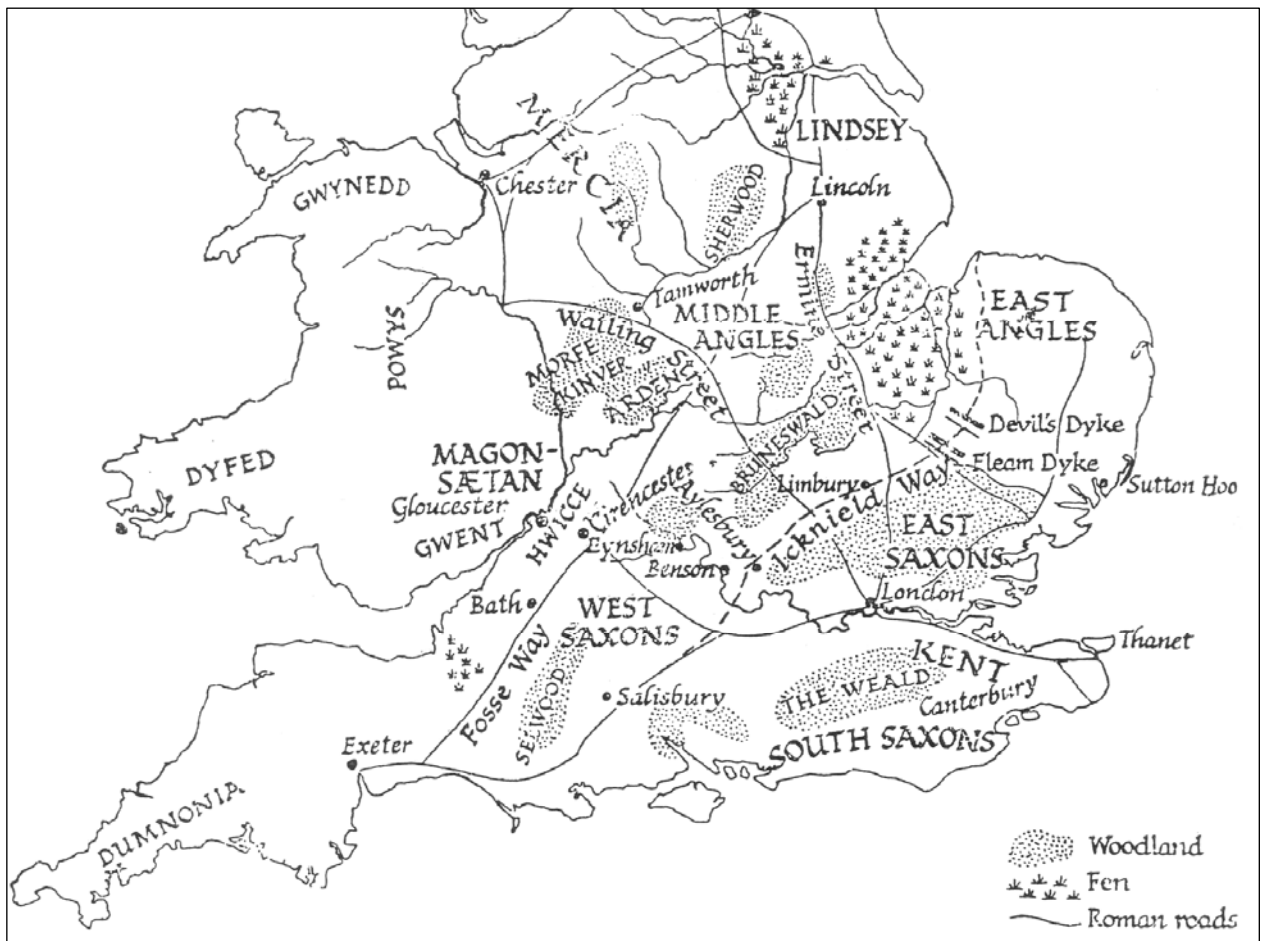 MERCIA
LINDSEY
GWYNEDD
Chester
SHERWOOD
Lincoln
Tamworth
Ermine Street
MIDDLE
ANGLES
EAST
ANGLES
Watling Street
POWYS
MORFE
KINVER
ARDEN
BRUNESWALD
Devil's Dyke
Fleam Dyke
DYFED
MAGON-
SÆTAN
Gloucester
GWENT
HWICCE
Cirencester
Aylesbury
Limbury
Icknield Way
Sutton Hoo
Eynsham
Benson
EAST
SAXONS
London
Bath
WEST
SAXONS
Thanet
Fosse Way
SELWOOD
Salisbury
KENT
THE WEALD
Canterbury
SOUTH SAXONS
Exeter
DUMNONIA
Woodland
Fen
Roman roads